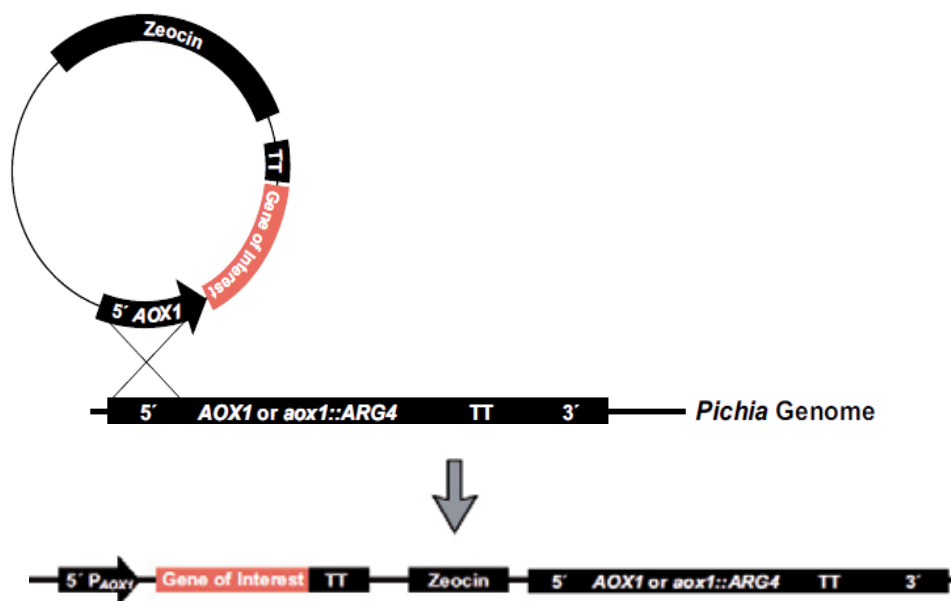 Zeocin
TT
Gene of Interest
5´ AOX1
5´ AOX1 or aox1::ARG4 TT 3´ Pichia Genome
5´ PAOX1 Gene of Interest TT Zeocin 5´ AOX1 or aox1::ARG4 TT 3´